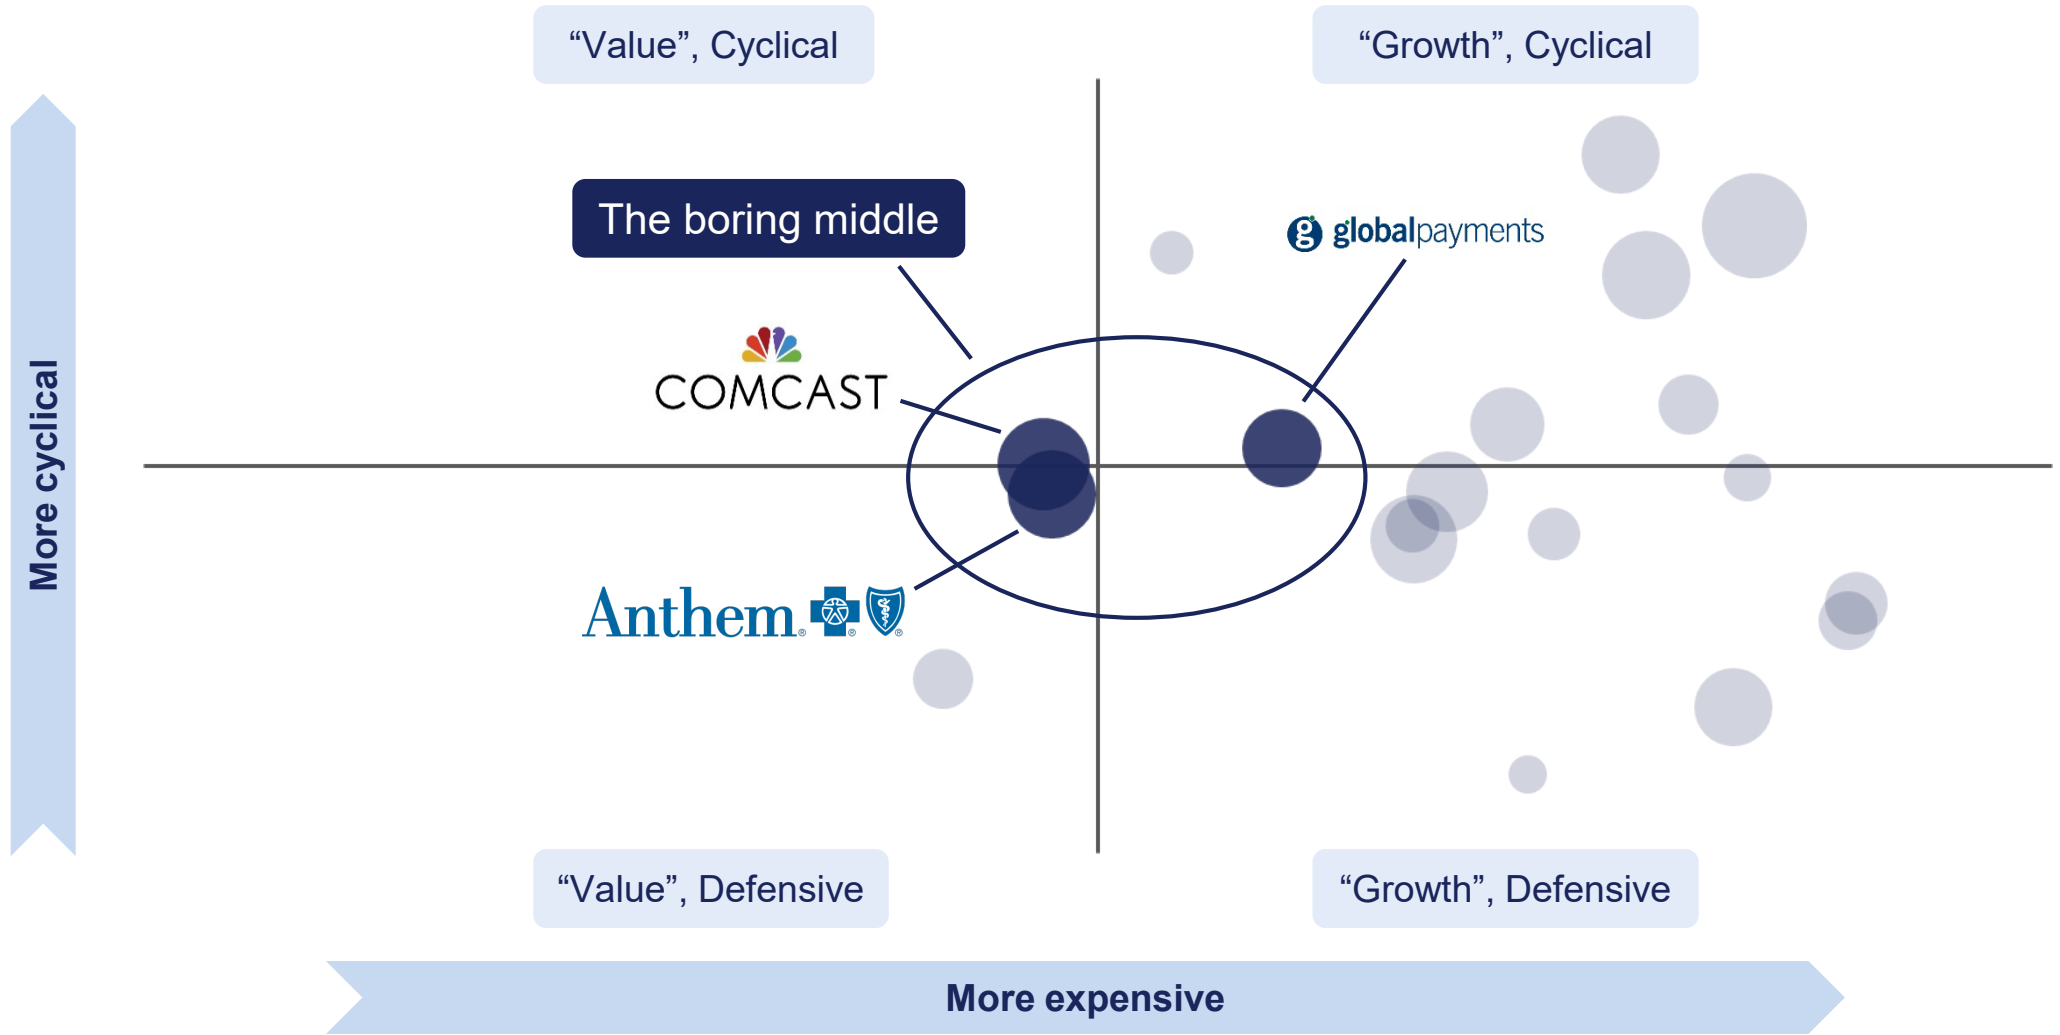 “Value”, Cyclical
“Growth”, Cyclical
The boring middle
globalpayments
COMCAST
More cyclical
Anthem
“Value”, Defensive
“Growth”, Defensive
More expensive